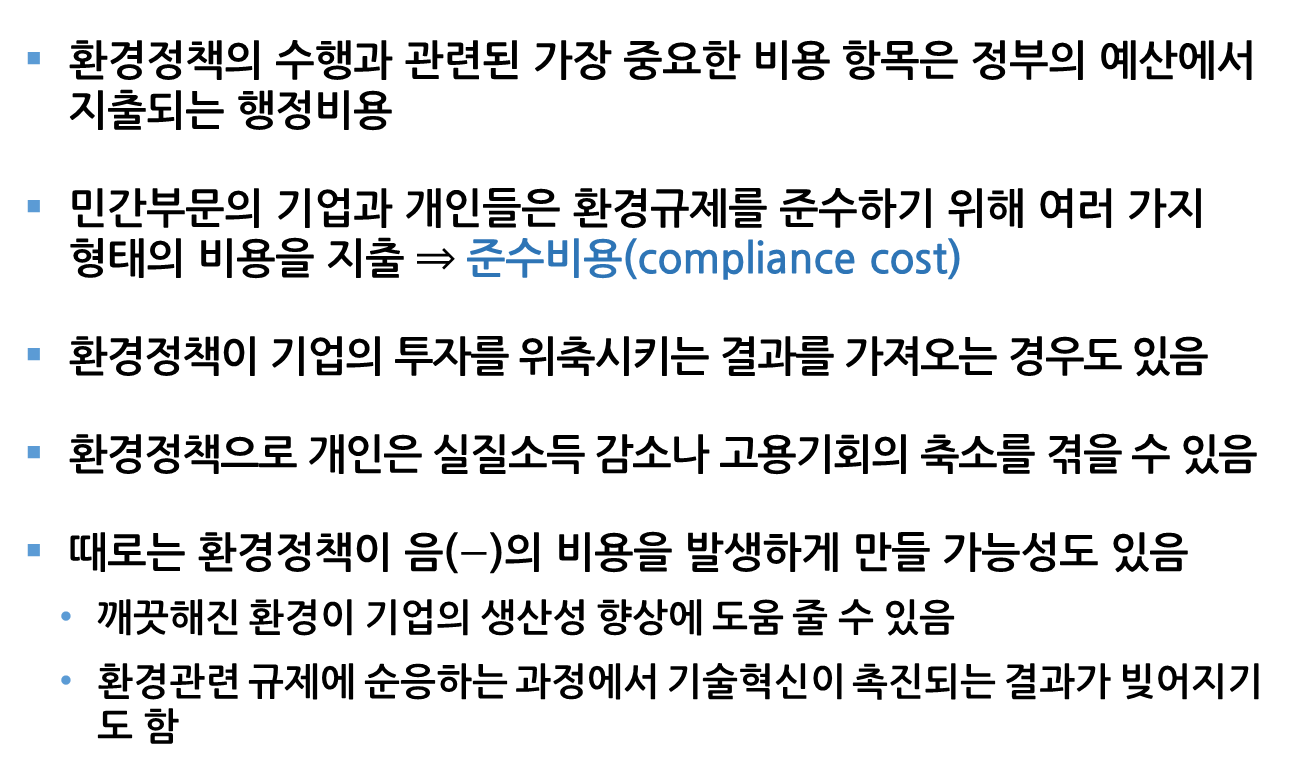 ▪ 환경정책의 수행과 관련된 가장 중요한 비용 항목은 정부의 예산에서
지출되는 행정비용
▪ 민간부문의 기업과 개인들은 환경규제를 준수하기 위해 여러 가지
형태의 비용을 지출 ⇒ 준수비용(compliance cost)
▪ 환경정책이 기업의 투자를 위축시키는 결과를 가져오는 경우도 있음
▪ 환경정책으로 개인은 실질소득 감소나 고용기회의 축소를 겪을 수 있음
▪ 때로는 환경정책이 음(−)의 비용을 발생하게 만들 가능성도 있음
• 깨끗해진 환경이 기업의 생산성 향상에 도움 줄 수 있음
• 환경관련 규제에 순응하는 과정에서 기술혁신이 촉진되는 결과가 빚어지기
도 함